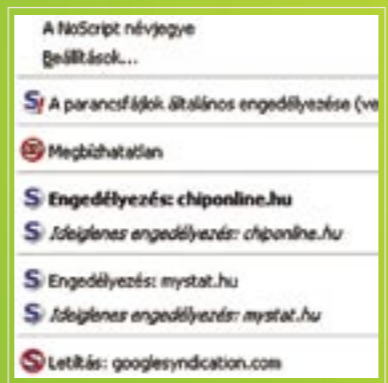 A NoScript névjegye
Beállítások...
A parancsfájlok általános engedélyezése (ve
Megbízhatatlan
Engedélyezés: chiponline.hu
Ideiglenes engedélyezés: chiponline.hu
Engedélyezés: mystat.hu
Ideiglenes engedélyezés: mystat.hu
Letiltás: googlesyndication.com